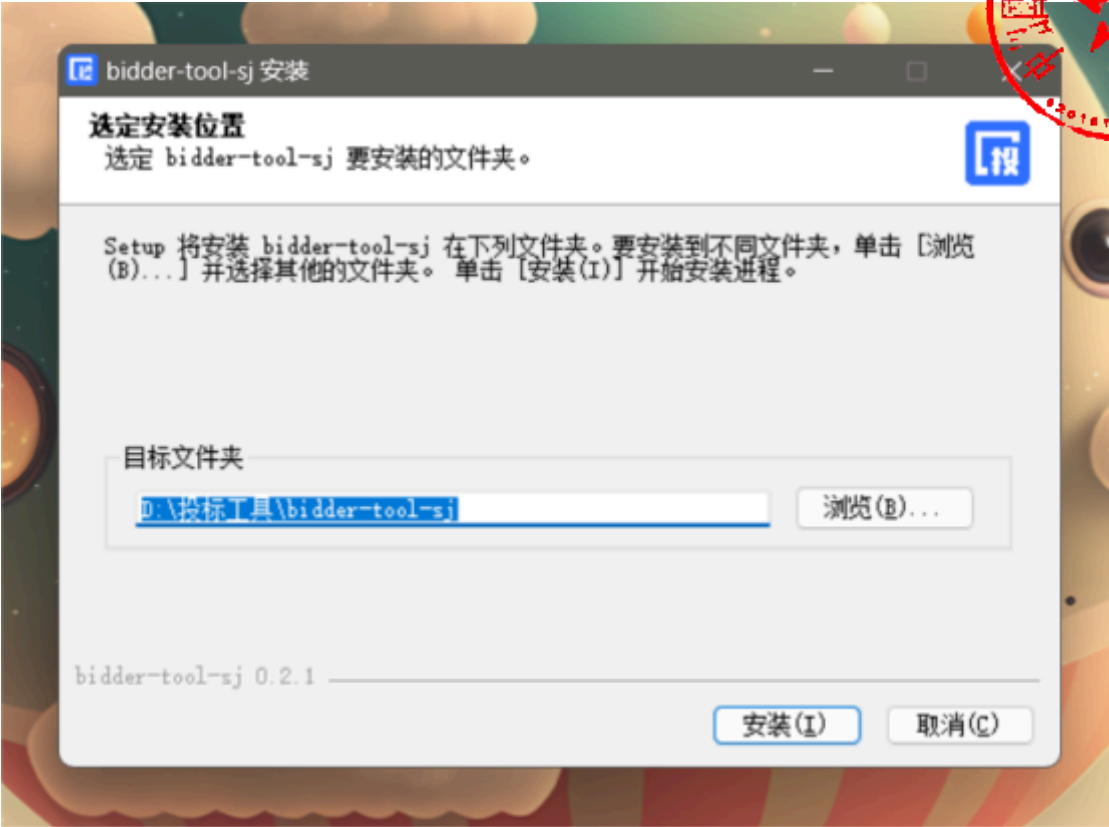 bidder-tool-sj 安装
选定安装位置
选定 bidder-tool-sj 要安装的文件夹。
投
Setup 将安装 bidder-tool-sj 在下列文件夹。要安装到不同文件夹，单击 [浏览
(B)...] 并选择其他的文件夹。 单击 [安装(I)] 开始安装进程。
目标文件夹
D:\投标工具\bidder-tool-sj
浏览(B)...
bidder-tool-sj 0.2.1
安装(I)
取消(C)